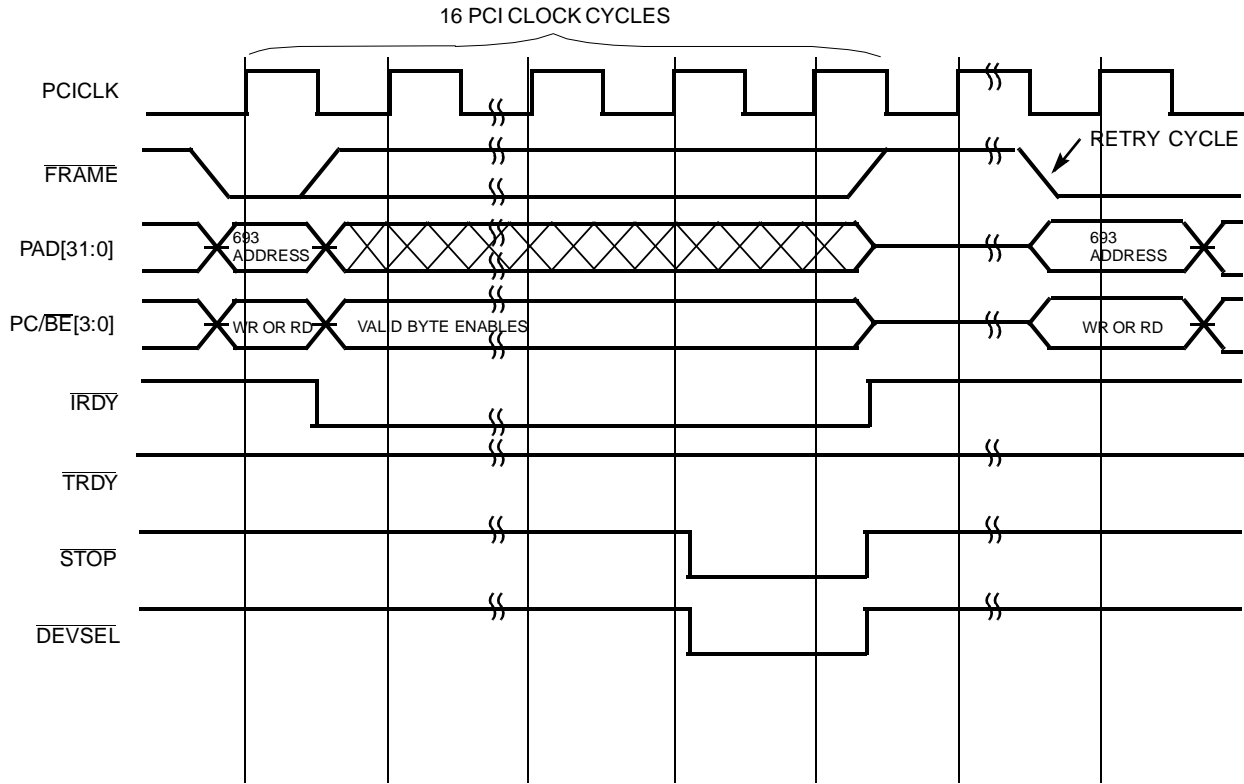 16 PCI CLOCK CYCLES
PCICLK
FRAME
RETRY CYCLE
PAD[31:0]
693
ADDRESS
693
ADDRESS
PC/BE[3:0]
WR OR RD
VALID BYTE ENABLES
WR OR RD
IRDY
TRDY
STOP
DEVSEL